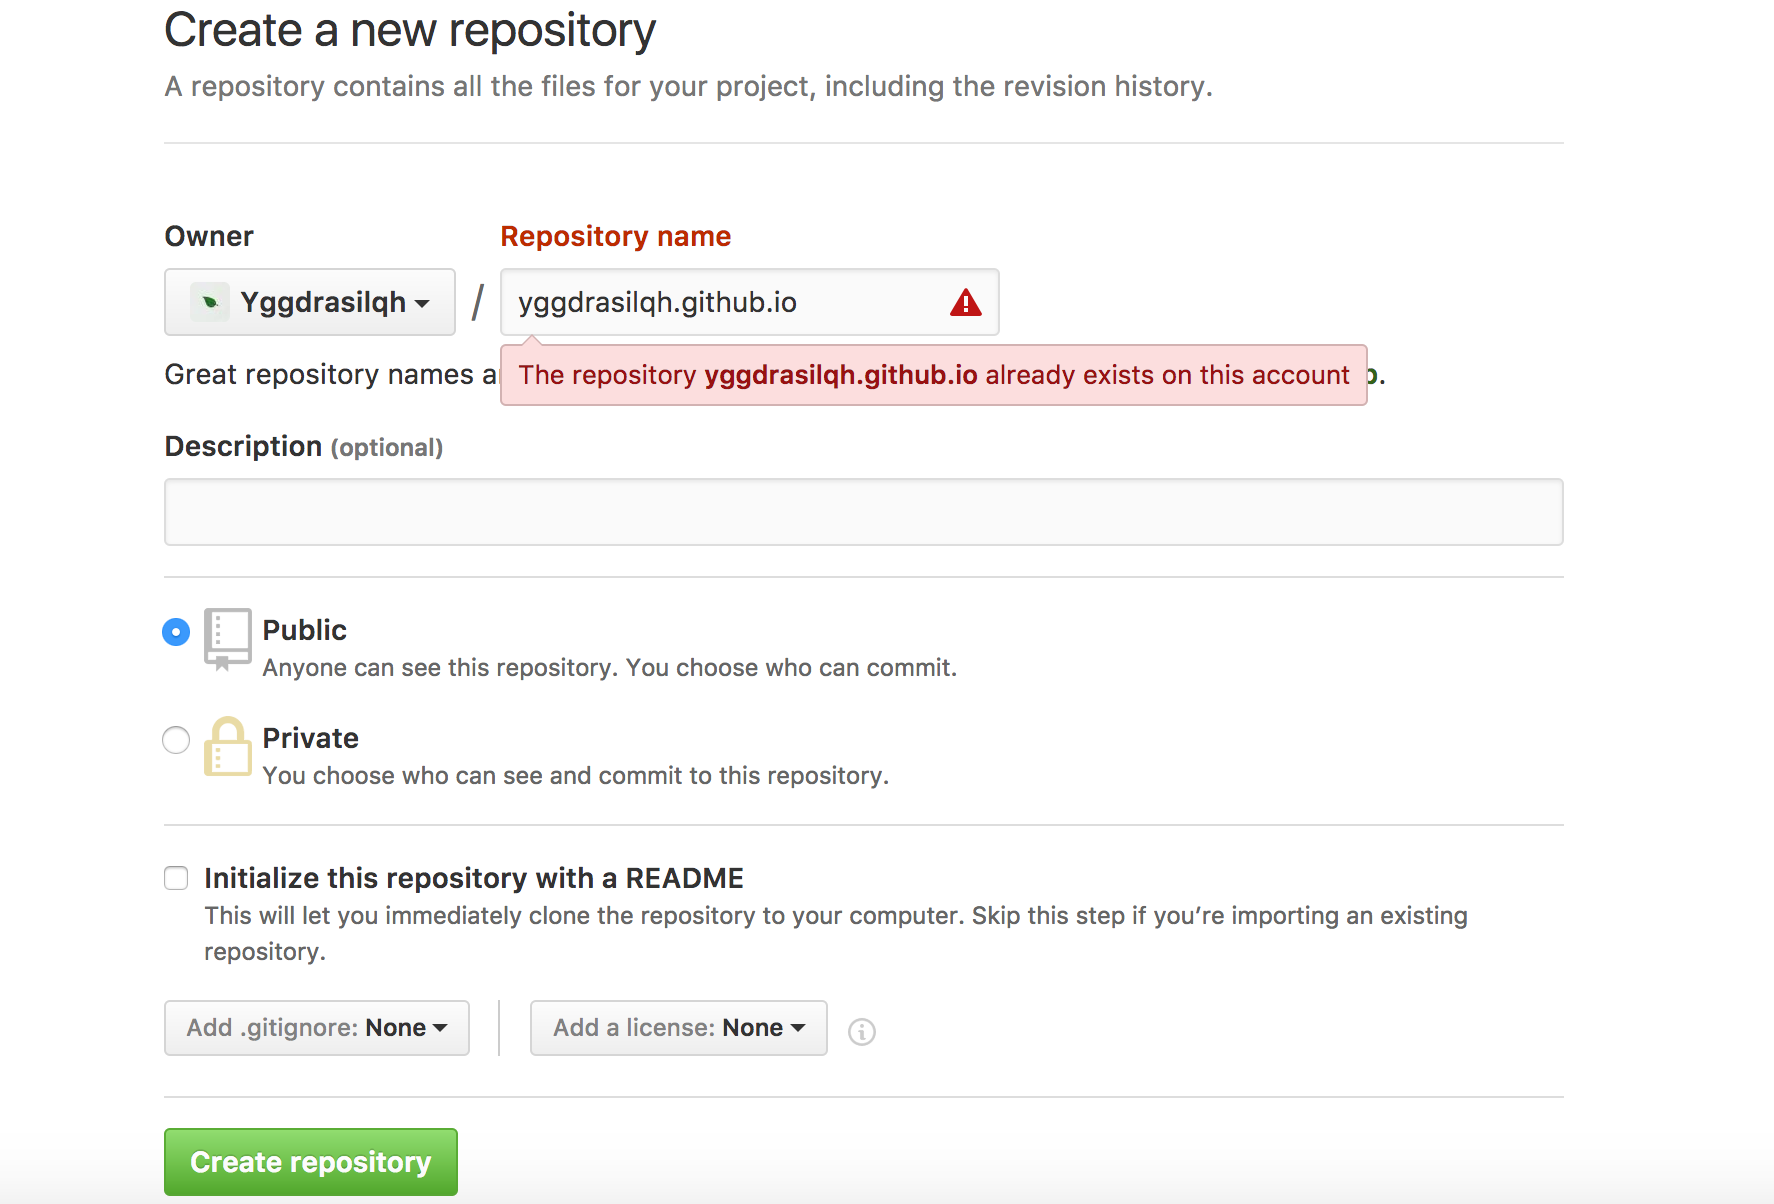 Create a new repository
A repository contains all the files for your project, including the revision history.
Owner
Repository name
Yggdrasilqh
/
yggdrasilqh.github.io
Great repository names
The repository yggdrasilqh.github.io already exists on this account
Description (optional)
Public
Anyone can see this repository. You choose who can commit.
Private
You choose who can see and commit to this repository.
Initialize this repository with a README
This will let you immediately clone the repository to your computer. Skip this step if you’re importing an existing
repository.
Add .gitignore: None
Add a license: None
Create repository